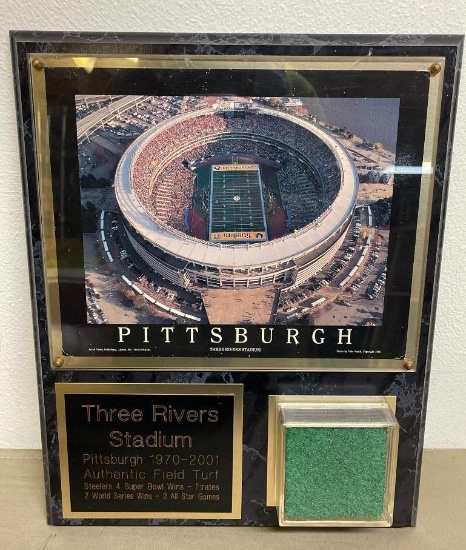 Steelers
PITTSBURGH
THREE RIVERS STADIUM
Three Rivers
Stadium
Pittsburgh 1970-2001
Authentic Field Turf
Steelers 4 Super Bowl Wins - Pirates
2 World Series Wins - 2 All Star Games